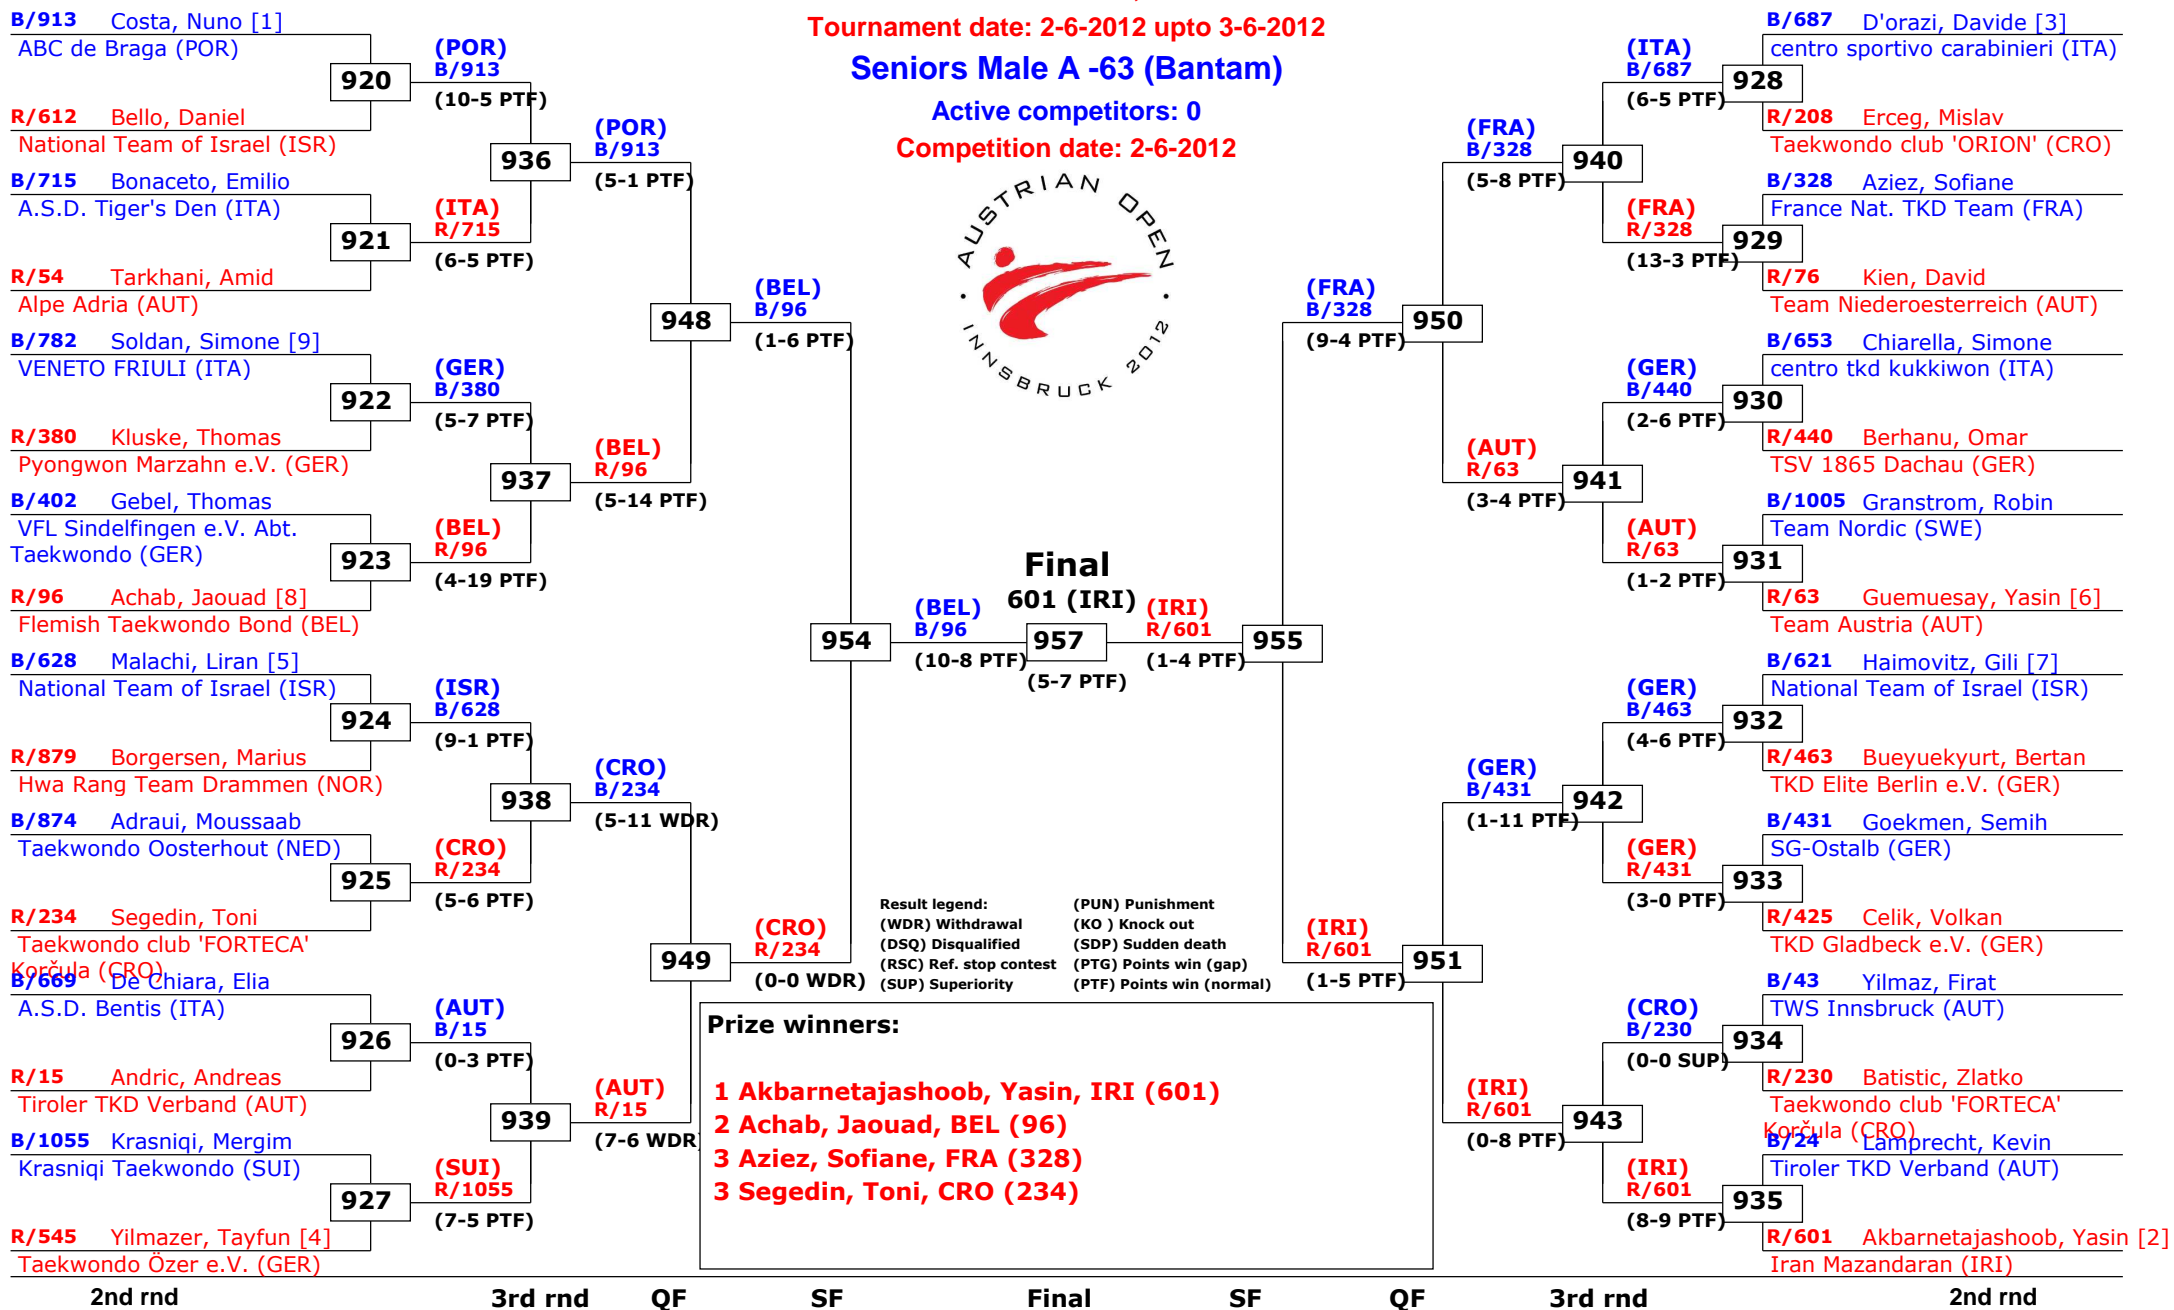 Tournament date: 2-6-2012 upto 3-6-2012
Seniors Male A -63 (Bantam)
Active competitors: 0
Competition date: 2-6-2012
AUSTRIAN OPEN
INNSBRUCK 2012
B/913 Costa, Nuno [1]
ABC de Braga (POR)
920
R/612 Bello, Daniel
National Team of Israel (ISR)
B/715 Bonaceto, Emilio
A.S.D. Tiger's Den (ITA)
921
R/54 Tarkhani, Amid
Alpe Adria (AUT)
B/782 Soldan, Simone [9]
VENETO FRIULI (ITA)
922
R/380 Kluske, Thomas
Pyongwon Marzahn e.V. (GER)
B/402 Gebel, Thomas
VFL Sindelfingen e.V. Abt.
Taekwondo (GER)
923
R/96 Achab, Jaouad [8]
Flemish Taekwondo Bond (BEL)
B/628 Malachi, Liran [5]
National Team of Israel (ISR)
924
R/879 Borgersen, Marius
Hwa Rang Team Drammen (NOR)
B/874 Adraui, Moussaab
Taekwondo Oosterhout (NED)
925
R/234 Segedin, Toni
Taekwondo club 'FORTECA'
Korčula (CRO)
B/669 De Chiara, Elia
A.S.D. Bentis (ITA)
926
R/15 Andric, Andreas
Tiroler TKD Verband (AUT)
B/1055 Krasniqi, Mergim
Krasniqi Taekwondo (SUI)
927
R/545 Yilmazer, Tayfun [4]
Taekwondo Özer e.V. (GER)
(POR)
B/913
(10-5 PTF)
936
(ITA)
R/715
(6-5 PTF)
(GER)
B/380
(5-7 PTF)
937
(BEL)
R/96
(4-19 PTF)
(ISR)
B/628
(9-1 PTF)
938
(CRO)
R/234
(5-6 PTF)
(AUT)
B/15
(0-3 PTF)
939
(SUI)
R/1055
(7-5 PTF)
(POR)
B/913
(5-1 PTF)
948
(BEL)
R/96
(5-14 PTF)
(CRO)
B/234
(5-11 WDR)
949
(AUT)
R/15
(7-6 WDR)
(BEL)
B/96
(1-6 PTF)
954
(CRO)
R/234
(0-0 WDR)
(BEL)
B/96
(10-8 PTF)
Final
601 (IRI)
957
(5-7 PTF)
(IRI)
R/601
(1-4 PTF)
955
(FRA)
B/328
(9-4 PTF)
950
(IRI)
R/601
(1-5 PTF)
951
(FRA)
B/328
(5-8 PTF)
940
(AUT)
R/63
(3-4 PTF)
941
(GER)
B/431
(1-11 PTF)
942
(IRI)
R/601
(0-8 PTF)
943
(ITA)
B/687
(6-5 PTF)
(FRA)
R/328
(13-3 PTF)
(GER)
B/440
(2-6 PTF)
(AUT)
R/63
(1-2 PTF)
(GER)
B/463
(4-6 PTF)
(GER)
R/431
(3-0 PTF)
(CRO)
B/230
(0-0 SUP)
(IRI)
R/601
(8-9 PTF)
B/687 D'orazi, Davide [3]
centro sportivo carabinieri (ITA)
928
R/208 Erceg, Mislav
Taekwondo club 'ORION' (CRO)
B/328 Aziez, Sofiane
France Nat. TKD Team (FRA)
929
R/76 Kien, David
Team Niederoesterreich (AUT)
B/653 Chiarella, Simone
centro tkd kukkiwon (ITA)
930
R/440 Berhanu, Omar
TSV 1865 Dachau (GER)
B/1005 Granstrom, Robin
Team Nordic (SWE)
931
R/63 Guemuesay, Yasin [6]
Team Austria (AUT)
B/621 Haimovitz, Gili [7]
National Team of Israel (ISR)
932
R/463 Bueyuekyurt, Bertan
TKD Elite Berlin e.V. (GER)
B/431 Goekmen, Semih
SG-Ostalb (GER)
933
R/425 Celik, Volkan
TKD Gladbeck e.V. (GER)
B/43 Yilmaz, Firat
TWS Innsbruck (AUT)
934
R/230 Batistic, Zlatko
Taekwondo club 'FORTECA'
Korčula (CRO)
B/24 Lamprecht, Kevin
Tiroler TKD Verband (AUT)
935
R/601 Akbarnetajashoob, Yasin [2]
Iran Mazandaran (IRI)
Result legend:
(WDR) Withdrawal
(DSQ) Disqualified
(RSC) Ref. stop contest
(SUP) Superiority
(PUN) Punishment
(KO ) Knock out
(SDP) Sudden death
(PTG) Points win (gap)
(PTF) Points win (normal)
Prize winners:
1 Akbarnetajashoob, Yasin, IRI (601)
2 Achab, Jaouad, BEL (96)
3 Aziez, Sofiane, FRA (328)
3 Segedin, Toni, CRO (234)
2nd rnd 3rd rnd QF SF Final SF QF 3rd rnd 2nd rnd